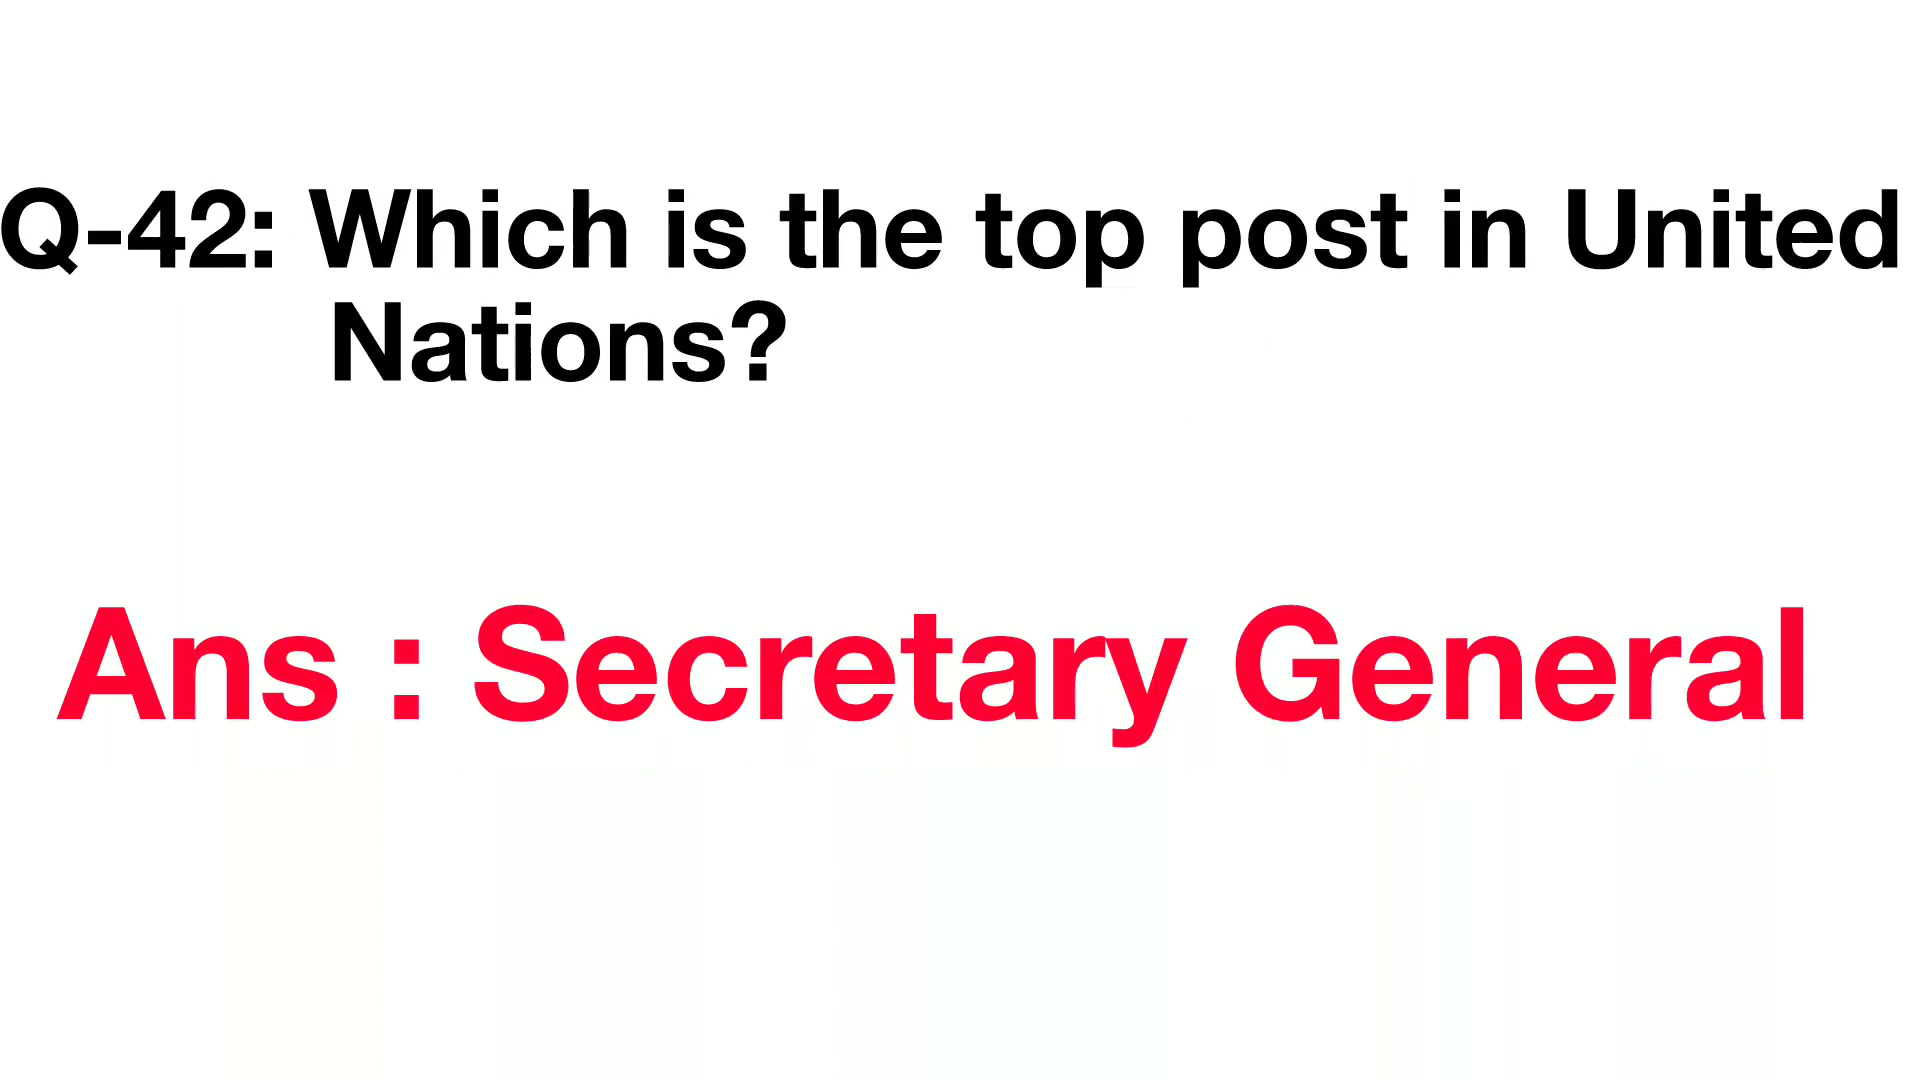 Q-42: Which is the top post in United
Nations?
Ans : Secretary General